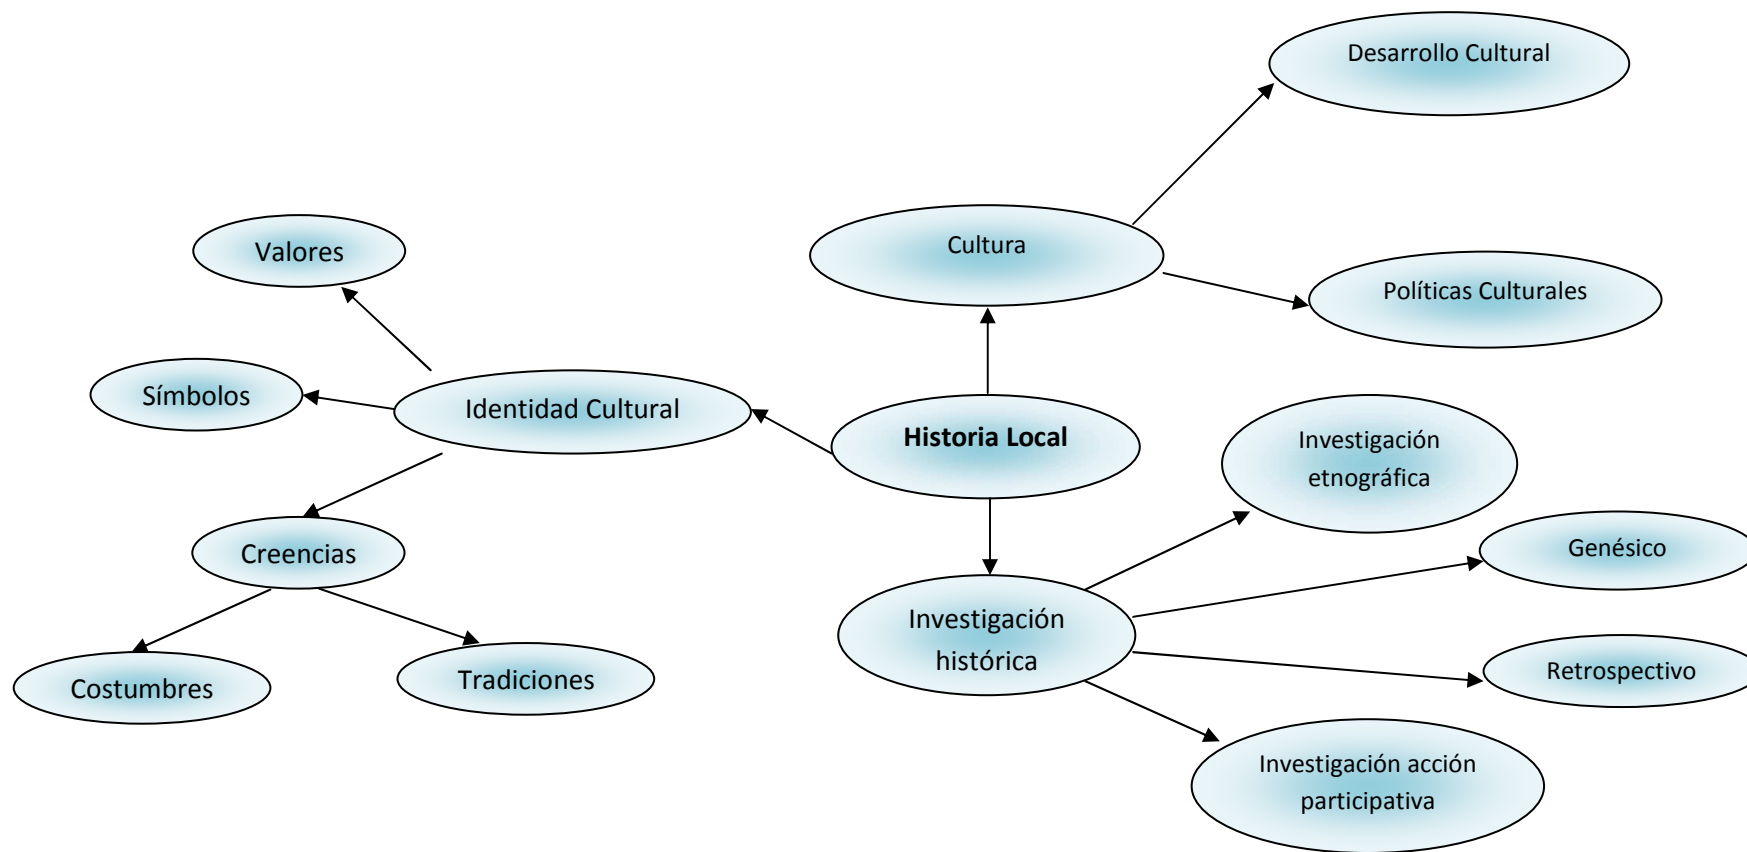 Desarrollo Cultural
Cultura
Valores
Políticas Culturales
Símbolos
Identidad Cultural
Historia Local
Investigación
etnográfica
Creencias
Genésico
Investigación
histórica
Retrospectivo
Costumbres
Tradiciones
Investigación acción
participativa